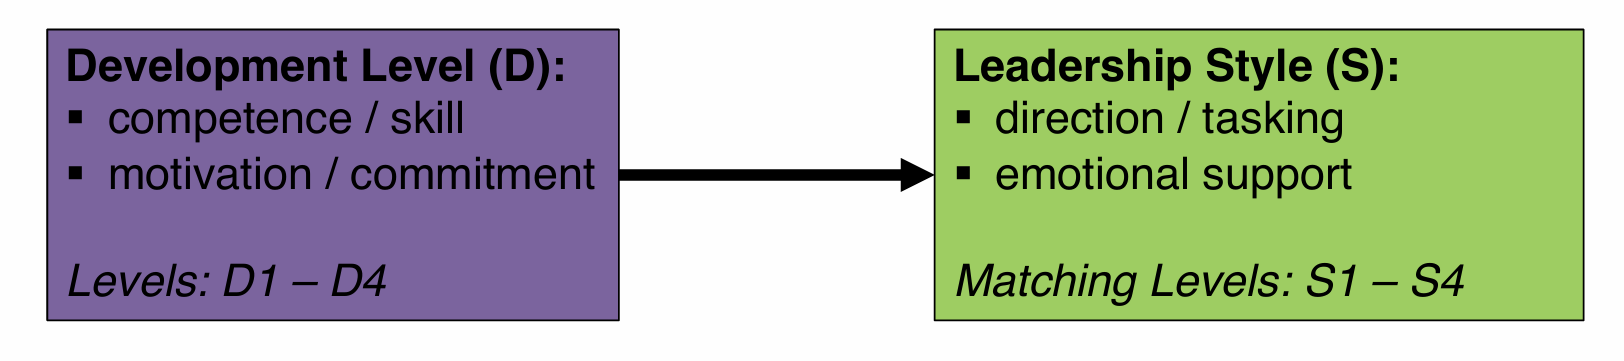 Development Level (D):
▪ competence / skill
▪ motivation / commitment
Levels: D1 – D4
Leadership Style (S):
▪ direction / tasking
▪ emotional support
Matching Levels: S1 – S4